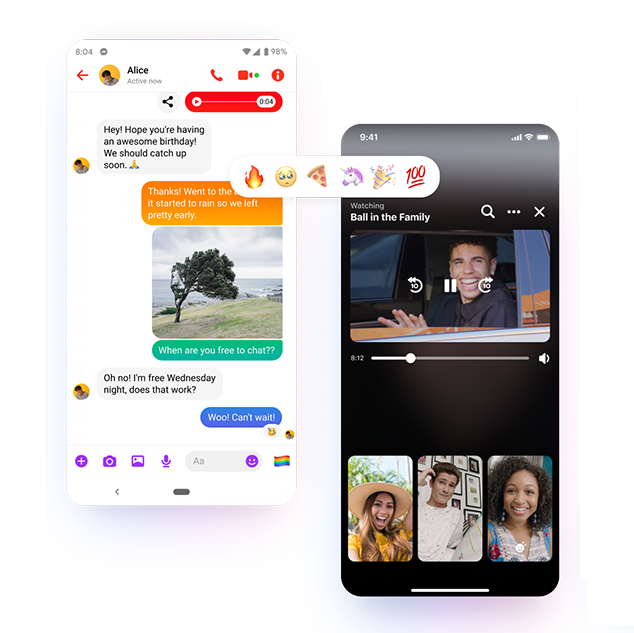 8:04
98%
Alice
Active now
0:04
Hey! Hope you're having
an awesome birthday!
We should catch up
soon. 🙏
Thanks! Went to the
it started to rain so we left
pretty early.
When are you free to chat??
Oh no! I'm free Wednesday
night, does that work?
Woo! Can't wait!
Aa
🔥 🥺 🍕 🦄 🎉 💯
9:41
Watching
Ball in the Family
10
10
8:12